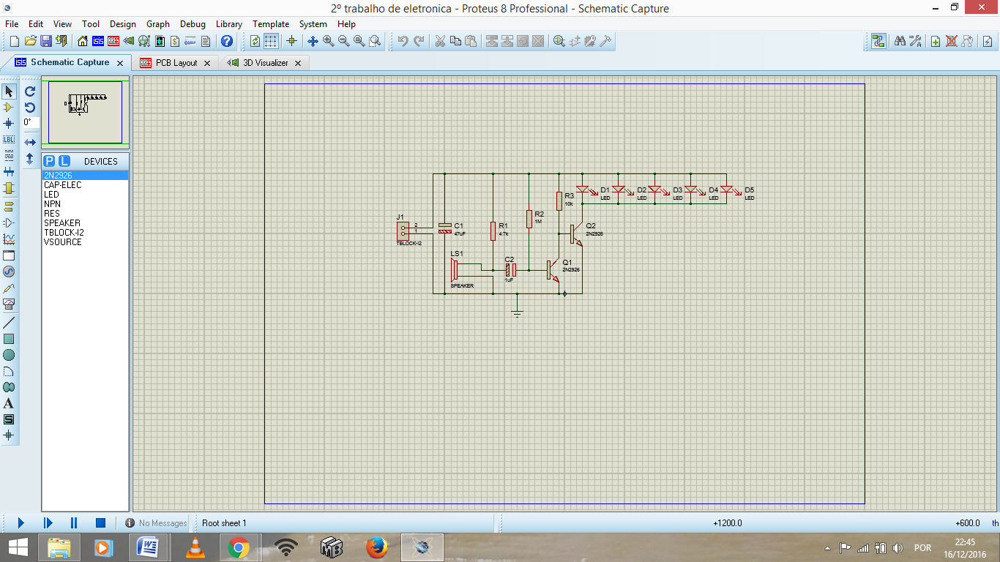 2º trabalho de eletronica - Proteus 8 Professional - Schematic Capture
File Edit View Tool Design Graph Debug Library Template System Help
Schematic Capture PCB Layout 3D Visualizer
0°
LBL
P L DEVICES
2N2926
CAP-ELEC
LED
NPN
RES
SPEAKER
TBLOCK-I2
VSOURCE
A
S
J1
2
1
TBLOCK-I2
C1
47uF
LS1
SPEAKER
R1
4.7k
C2
1uF
R2
1M
R3
10k
Q1
2N2926
Q2
2N2926
D1
LED
D2
LED
D3
LED
D4
LED
D5
LED
No Messages Root sheet 1 +1200.0 +600.0 th
POR 22:45
16/12/2016